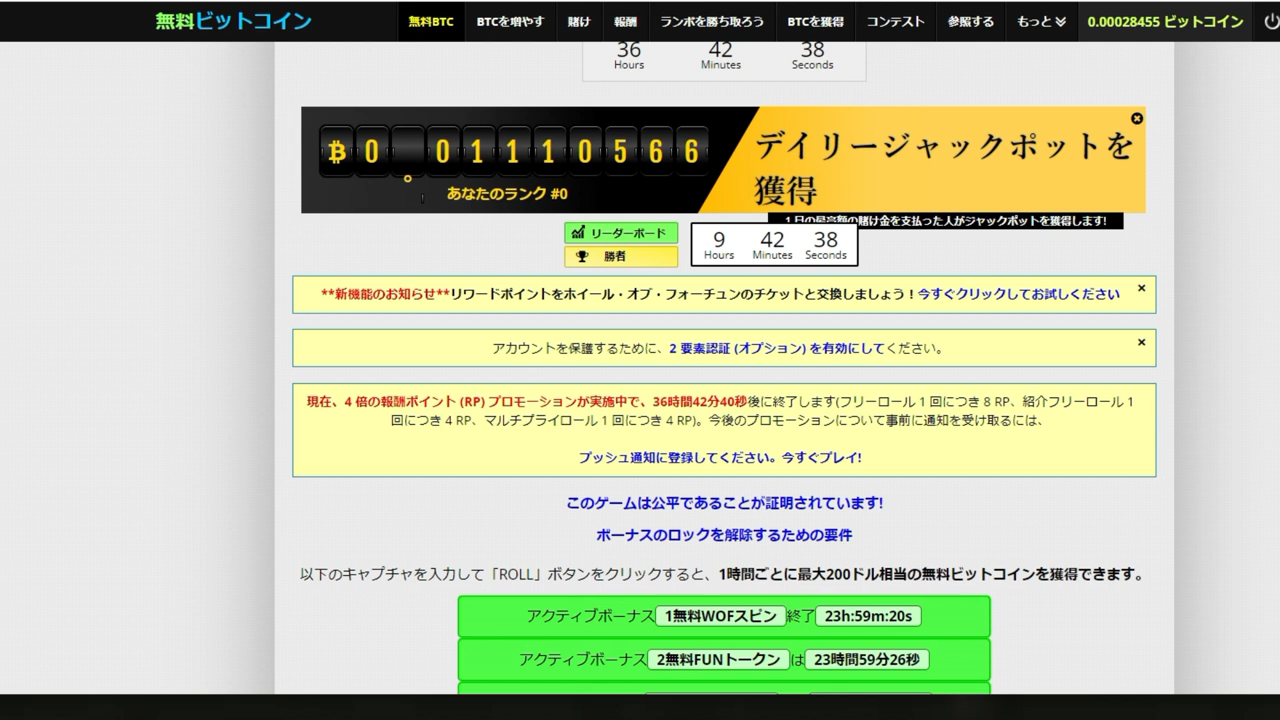 無料ビットコイン 無料BTC BTCを増やす 賭け 報酬 ランボを勝ち取ろう BTCを獲得 コンテスト 参照する もっと 0.00028455 ビットコイン
36 42 38
Hours Minutes Seconds
0 0 1 1 1 0 5 6 6
デイリージャックポットを
獲得
あなたのランク #0
1 日の最高額の賭け金を支払った人がジャックポットを獲得します!
リーダーボード
勝者
9 42 38
Hours Minutes Seconds
**新機能のお知らせ**リワードポイントをホイール・オブ・フォーチュンのチケットと交換しましょう！今すぐクリックしてお試しください
アカウントを保護するために、2 要素認証 (オプション) を有効にしてください。
現在、4 倍の報酬ポイント (RP) プロモーションが実施中で、36時間42分40秒後に終了します(フリーロール 1 回につき 8 RP、紹介フリーロール 1
回につき 4 RP、マルチプライロール 1 回につき 4 RP)。今後のプロモーションについて事前に通知を受け取るには、
プッシュ通知に登録してください。今すぐプレイ!
このゲームは公平であることが証明されています!
ボーナスのロックを解除するための要件
以下のキャプチャを入力して「ROLL」ボタンをクリックすると、1時間ごとに最大200ドル相当の無料ビットコインを獲得できます。
アクティブボーナス1無料WOFスピン終了23h:59m:20s
アクティブボーナス2無料FUNトークンは23時間59分26秒